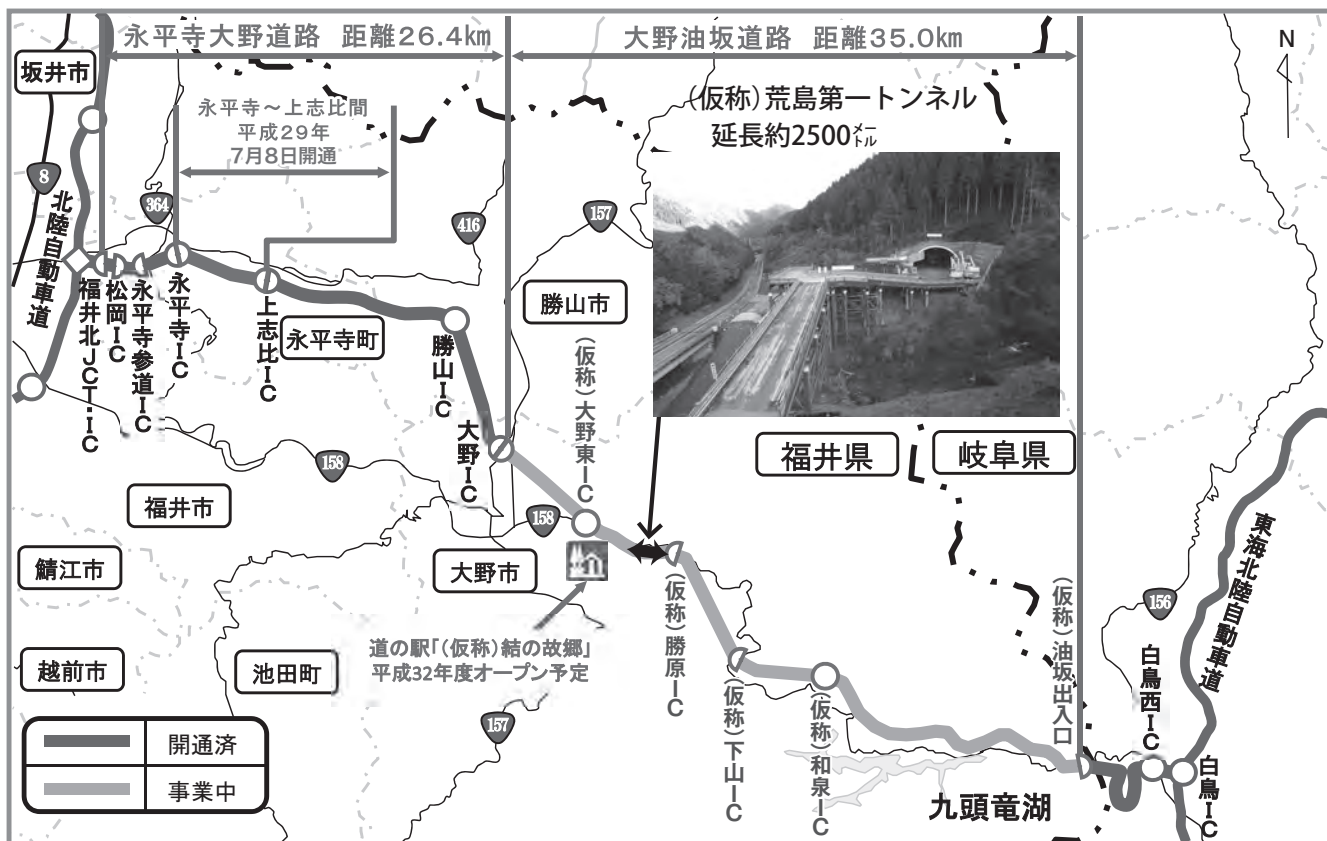 永平寺大野道路 距離26.4km
大野油坂道路 距離35.0km
坂井市
永平寺～上志比間
平成29年
7月8日開通
(仮称)荒島第一トンネル
延長約2500メートル
N
8
北陸自動車道
364
416
157
福井北JCT・IC
松岡IC
永平寺参道IC
永平寺IC
上志比IC
永平寺町
勝山市
勝山IC
大野IC
(仮称)大野東IC
福井県
岐阜県
158
福井市
158
鯖江市
大野市
東海北陸自動車道
156
道の駅「(仮称)結の故郷」
平成32年度オープン予定
越前市
池田町
157
(仮称)勝原IC
(仮称)下山IC
(仮称)和泉IC
(仮称)油坂出入口
白鳥西IC
白鳥IC
九頭竜湖
開通済
事業中